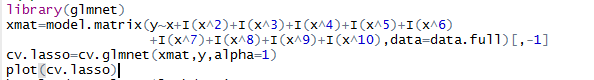 library(glmnet)
xmat=model.matrix(y~x+I(x^2)+I(x^3)+I(x^4)+I(x^5)+I(x^6)
+I(x^7)+I(x^8)+I(x^9)+I(x^10),data=data.full)[,-1]
cv.lasso=cv.glmnet(xmat,y,alpha=1)
plot(cv.lasso)